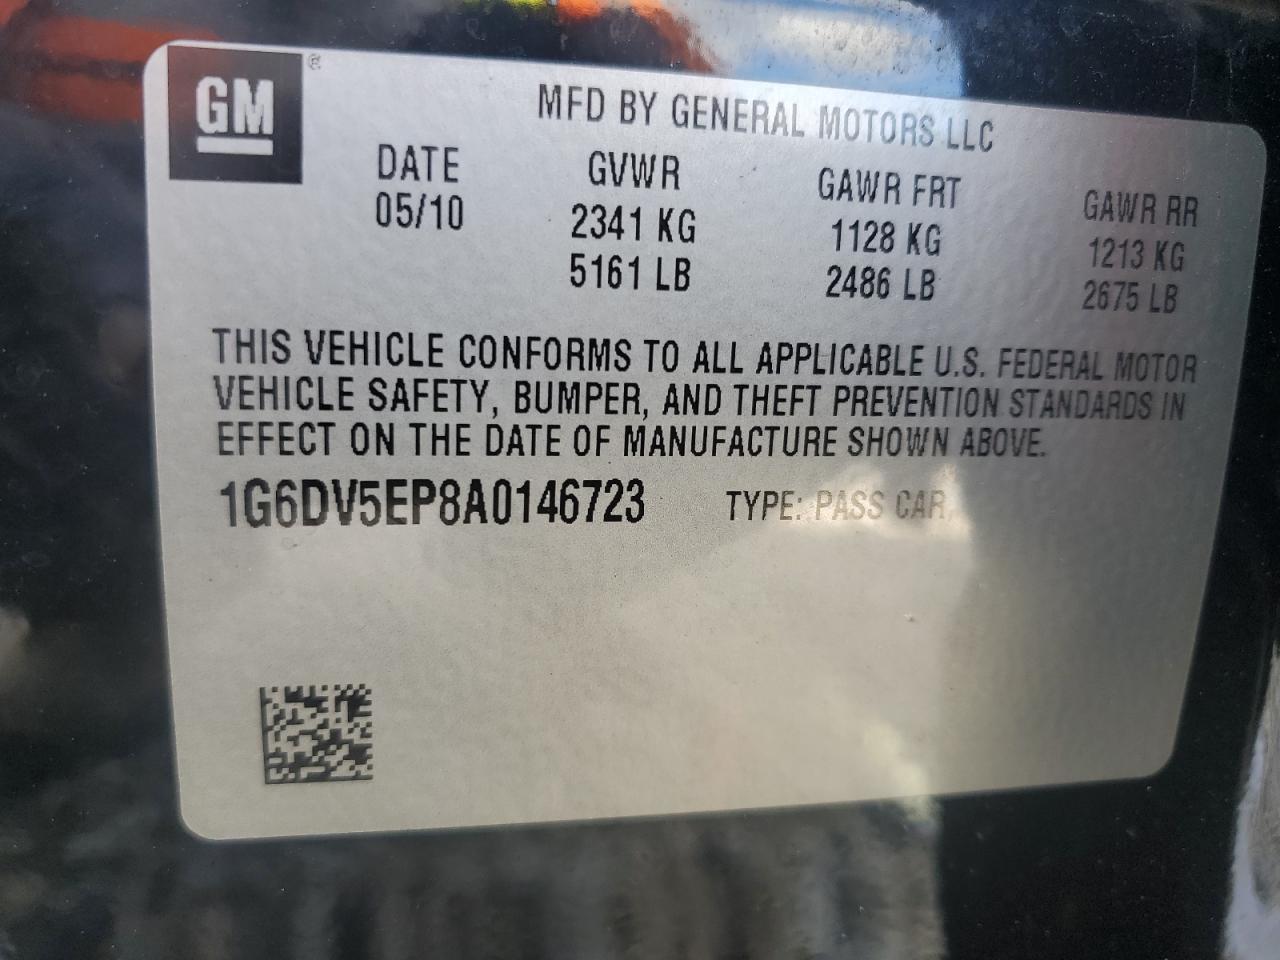 GM®
MFD BY GENERAL MOTORS LLC
DATE GVWR GAWR FRT GAWR RR
05/10 2341 KG 1128 KG 1213 KG
5161 LB 2486 LB 2675 LB
THIS VEHICLE CONFORMS TO ALL APPLICABLE U.S. FEDERAL MOTOR
VEHICLE SAFETY, BUMPER, AND THEFT PREVENTION STANDARDS IN
EFFECT ON THE DATE OF MANUFACTURE SHOWN ABOVE.
1G6DV5EP8A0146723 TYPE: PASS CAR